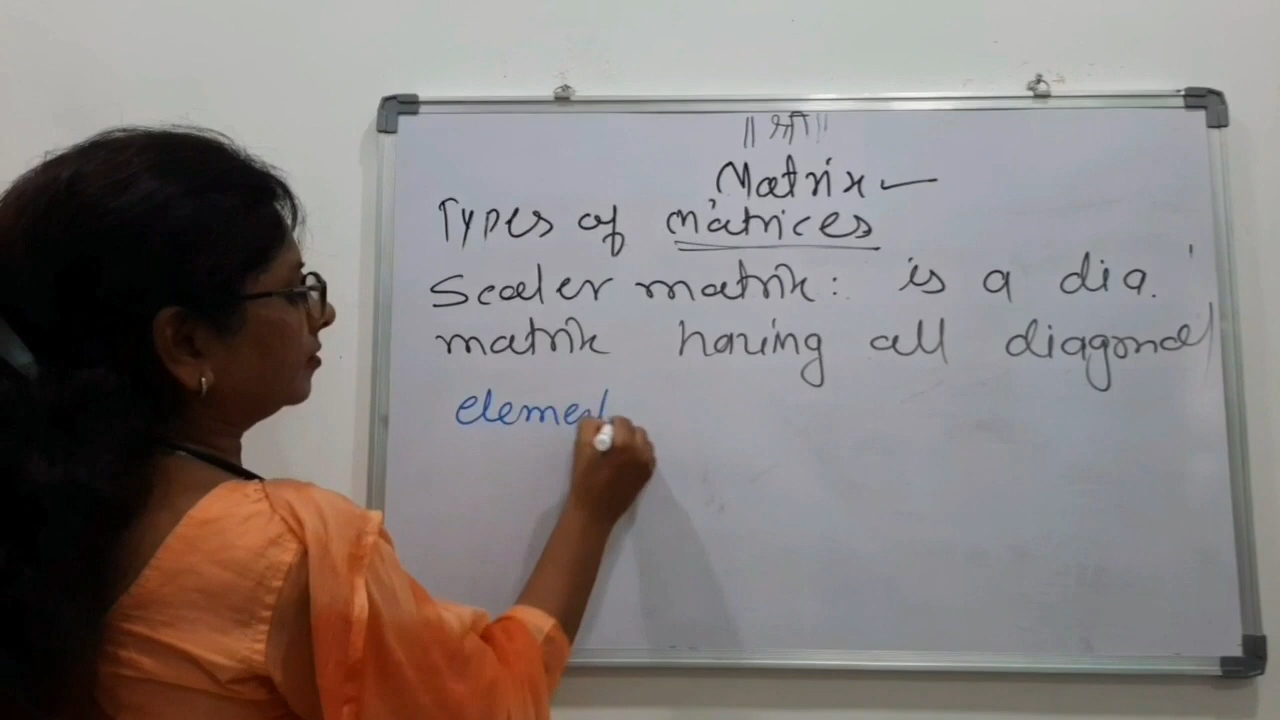 ॥ श्री ॥
Matrix
Types of matrices
Scaler matrix: is a dia.
matrix having all diagonal
element